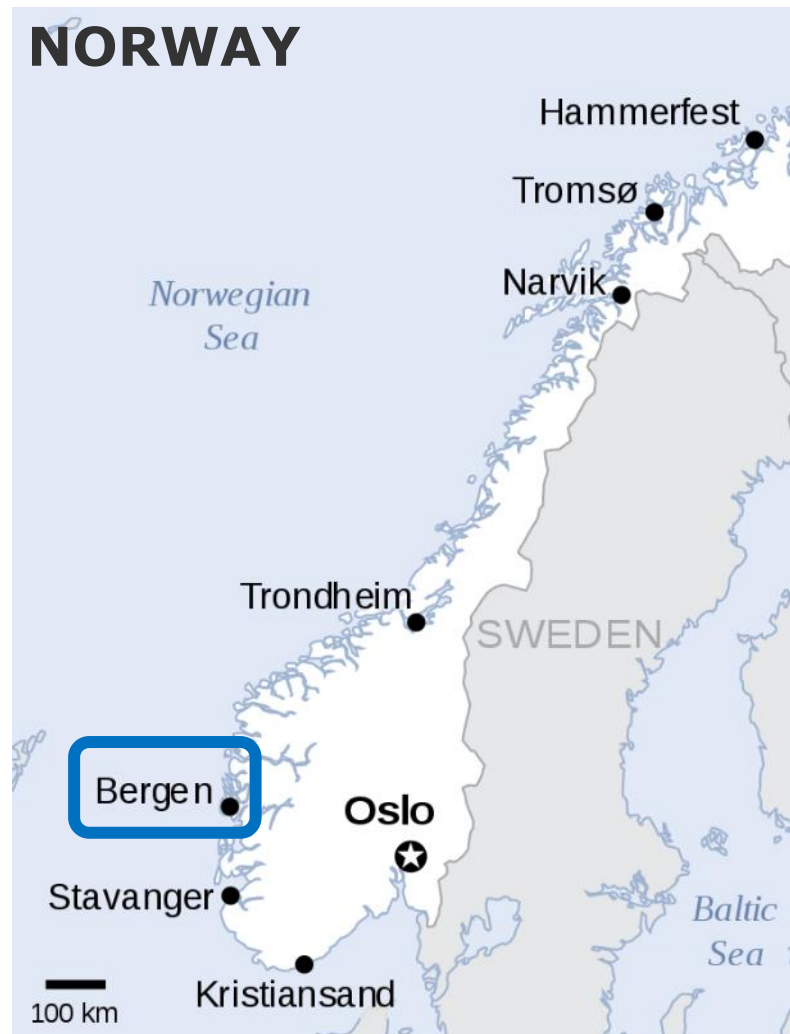 NORWAY
Hammerfest
Tromsø
Narvik
Norwegian
Sea
Trondheim
SWEDEN
Bergen
Oslo
Stavanger
Baltic
Sea
Kristiansand
100 km